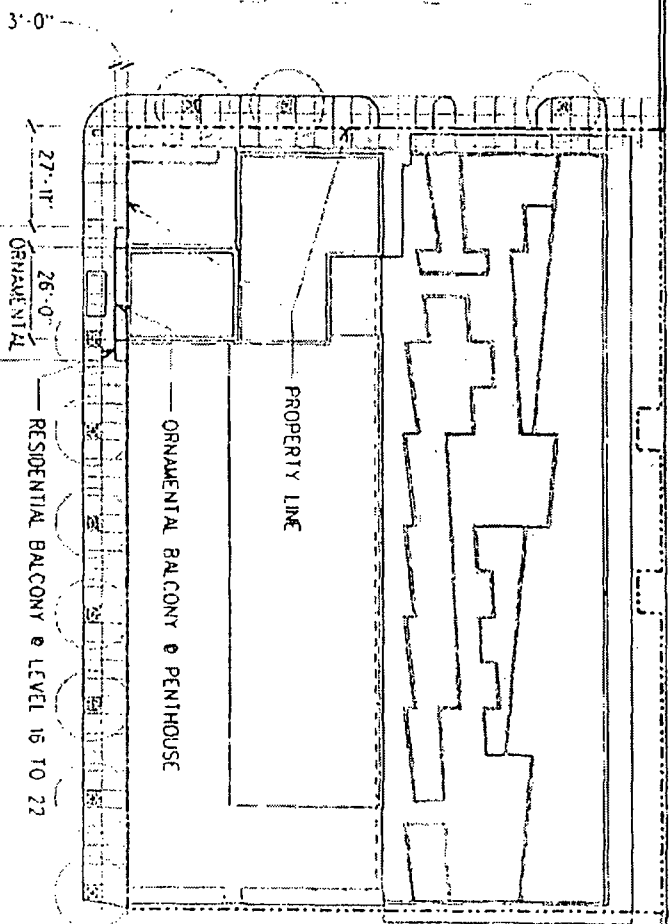 3'-0"
27'-11"
26'-0"
ORNAMENTAL
PROPERTY LINE
ORNAMENTAL BALCONY @ PENTHOUSE
RESIDENTIAL BALCONY @ LEVEL 16 TO 22